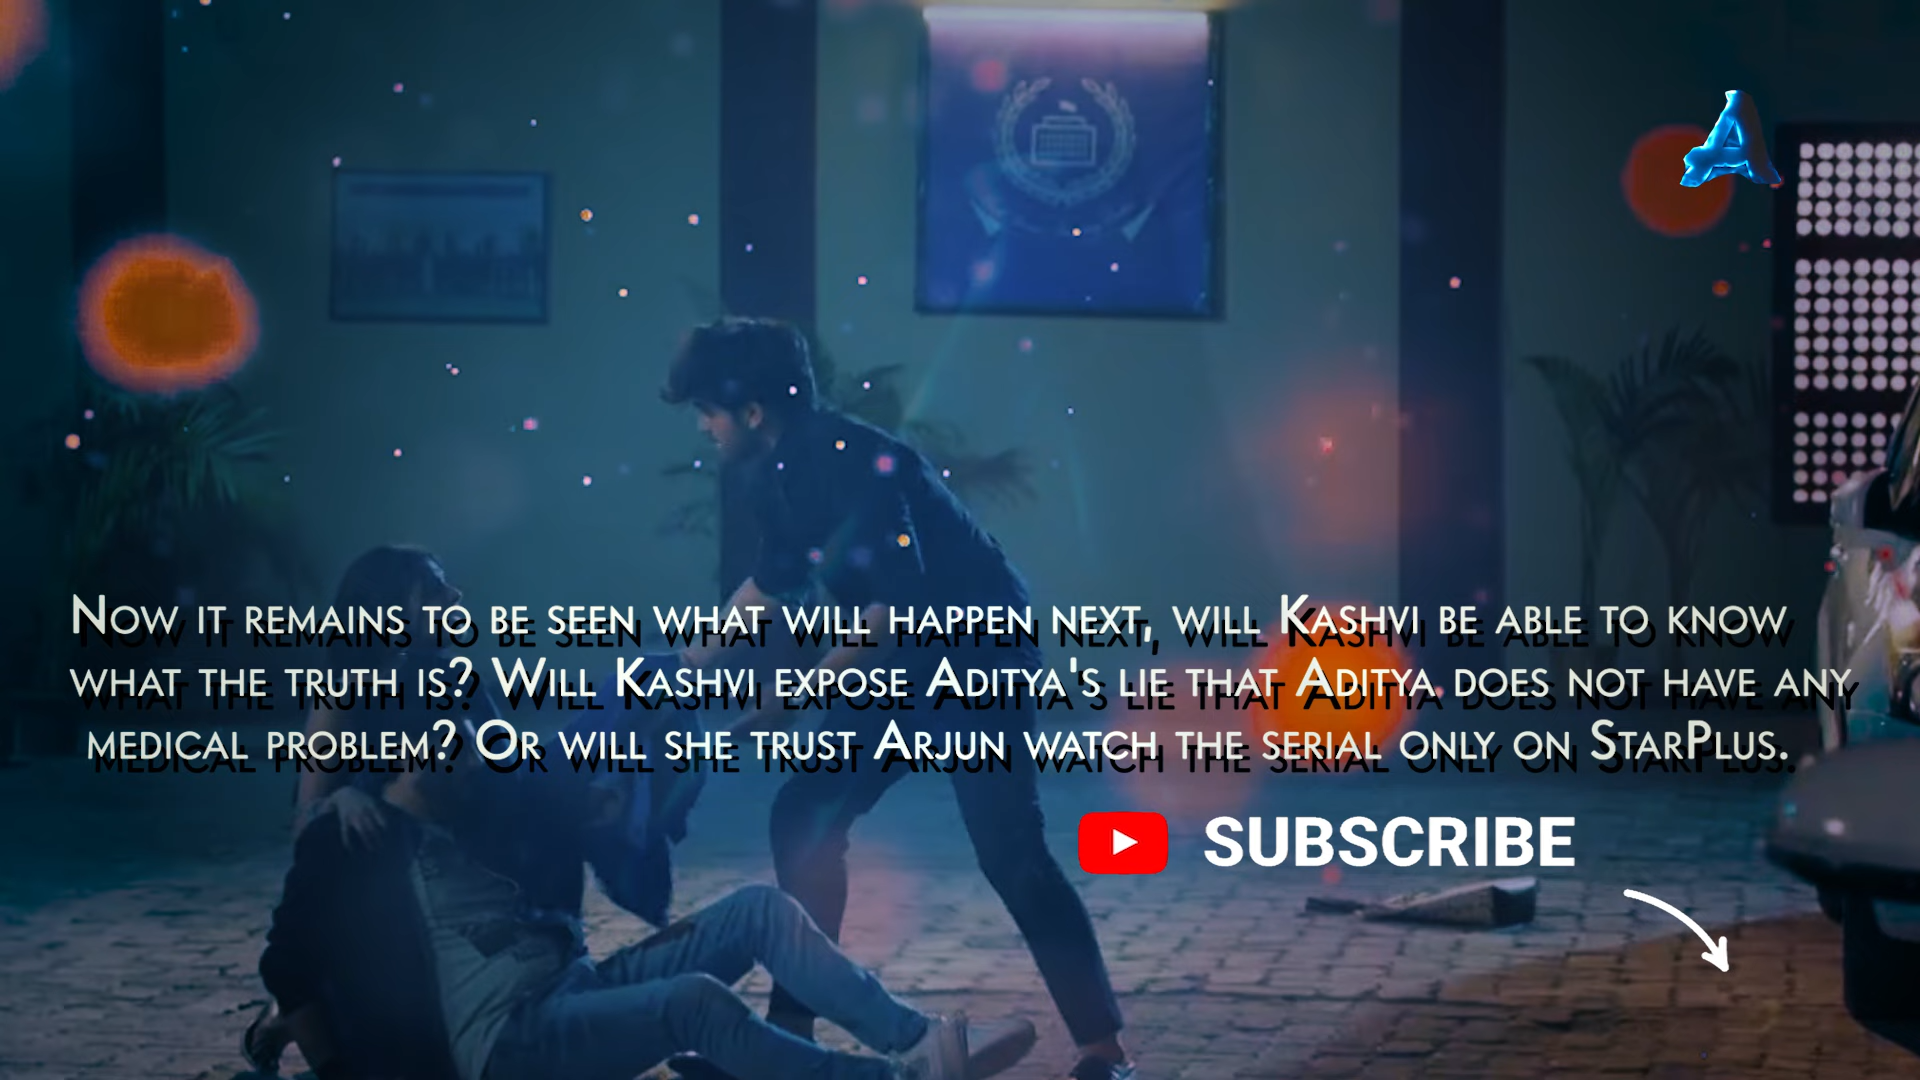 A
Now it remains to be seen what will happen next, will Kashvi be able to know
what the truth is? Will Kashvi expose Aditya's lie that Aditya does not have any
medical problem? Or will she trust Arjun watch the serial only on StarPlus.
SUBSCRIBE